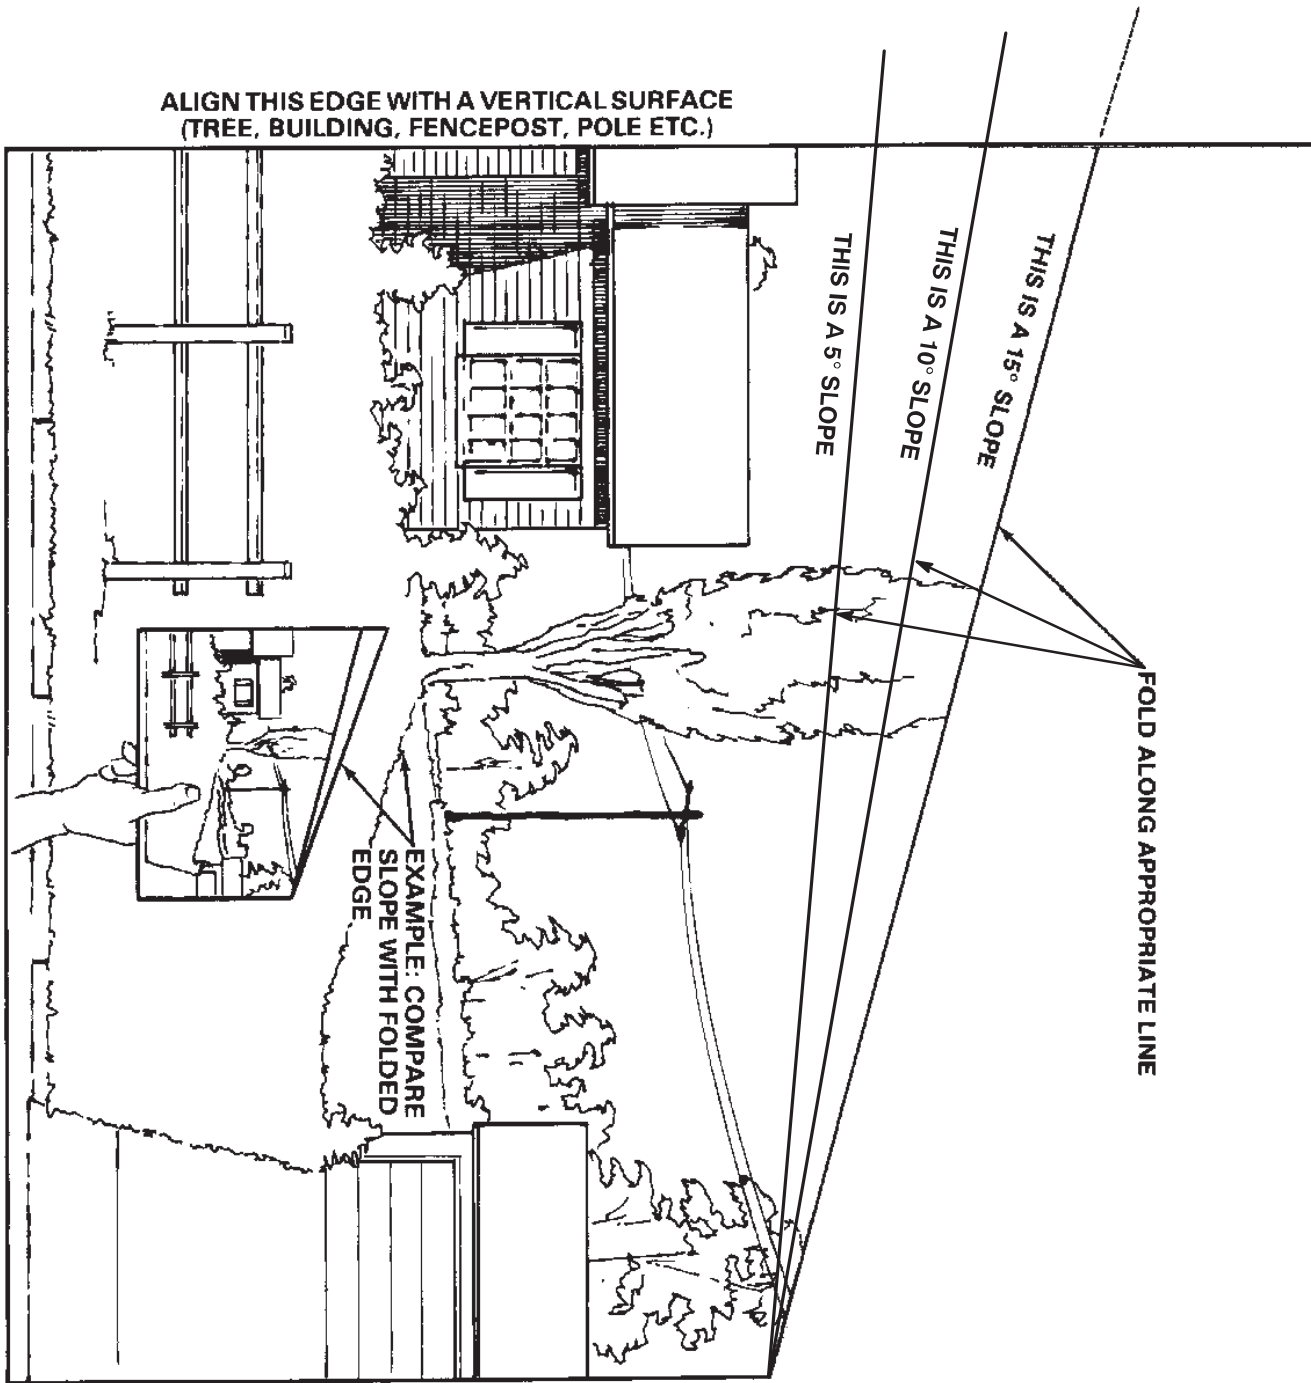 ALIGN THIS EDGE WITH A VERTICAL SURFACE
(TREE, BUILDING, FENCEPOST, POLE ETC.)
THIS IS A 5° SLOPE
THIS IS A 10° SLOPE
THIS IS A 15° SLOPE
FOLD ALONG APPROPRIATE LINE
EXAMPLE: COMPARE
SLOPE WITH FOLDED
EDGE